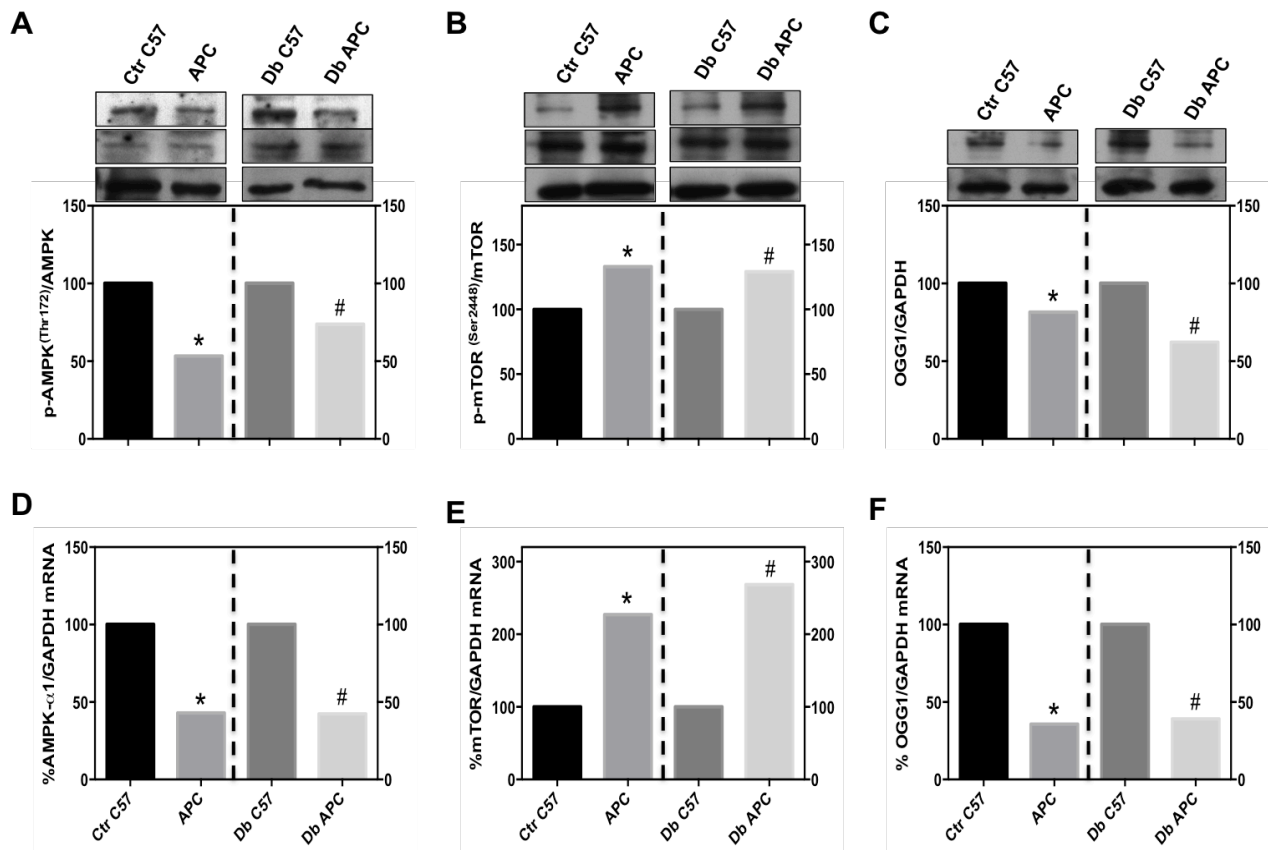 A
Ctr C57 APC Db C57 Db APC
p-AMPK(Thr172)/AMPK
150 150
100 100
50 50
0 0
* #
B
Ctr C57 APC Db C57 Db APC
p-mTOR (Ser2448)/mTOR
150 150
100 100
50 50
0 0
* #
C
Ctr C57 APC Db C57 Db APC
OGG1/GAPDH
150 150
100 100
50 50
0 0
* #
D
%AMPK-α1/GAPDH mRNA
150 150
100 100
50 50
0 0
* #
Ctr C57 APC Db C57 Db APC
E
%mTOR/GAPDH mRNA
300 300
200 200
100 100
0 0
* #
Ctr C57 APC Db C57 Db APC
F
% OGG1/GAPDH mRNA
150 150
100 100
50 50
0 0
* #
Ctr C57 APC Db C57 Db APC